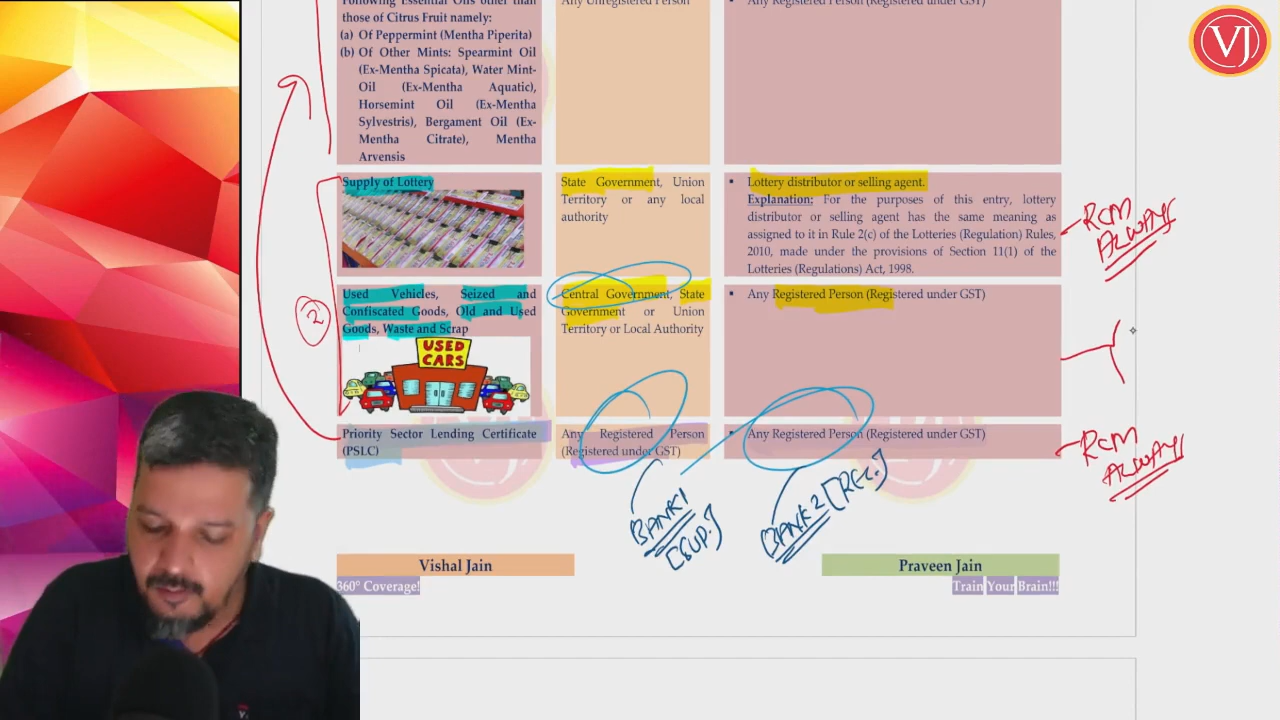 Following Essential Oils other than
those of Citrus Fruit namely:
(a) Of Peppermint (Mentha Piperita)
(b) Of Other Mints: Spearmint Oil
(Ex-Mentha Spicata), Water Mint-
Oil (Ex-Mentha Aquatic),
Horsemint Oil (Ex-Mentha
Sylvestris), Bergament Oil (Ex-
Mentha Citrate), Mentha
Arvensis
Any Unregistered Person
▪ Any Registered Person (Registered under GST)
VJ
Supply of Lottery
State Government, Union
Territory or any local
authority
▪ Lottery distributor or selling agent.
Explanation: For the purposes of this entry, lottery
distributor or selling agent has the same meaning as
assigned to it in Rule 2(c) of the Lotteries (Regulation) Rules,
2010, made under the provisions of Section 11(1) of the
Lotteries (Regulations) Act, 1998.
RCM
ALWAYS
2
Used Vehicles, Seized and
Confiscated Goods, Old and Used
Goods, Waste and Scrap
USED
CARS
Central Government, State
Government or Union
Territory or Local Authority
▪ Any Registered Person (Registered under GST)
Priority Sector Lending Certificate
(PSLC)
Any Registered Person
(Registered under GST)
▪ Any Registered Person (Registered under GST)
RCM
ALWAYS
BANK 1
[SUP.]
BANK 2 [REC.]
Vishal Jain
Praveen Jain
360° Coverage!
Train Your Brain!!!